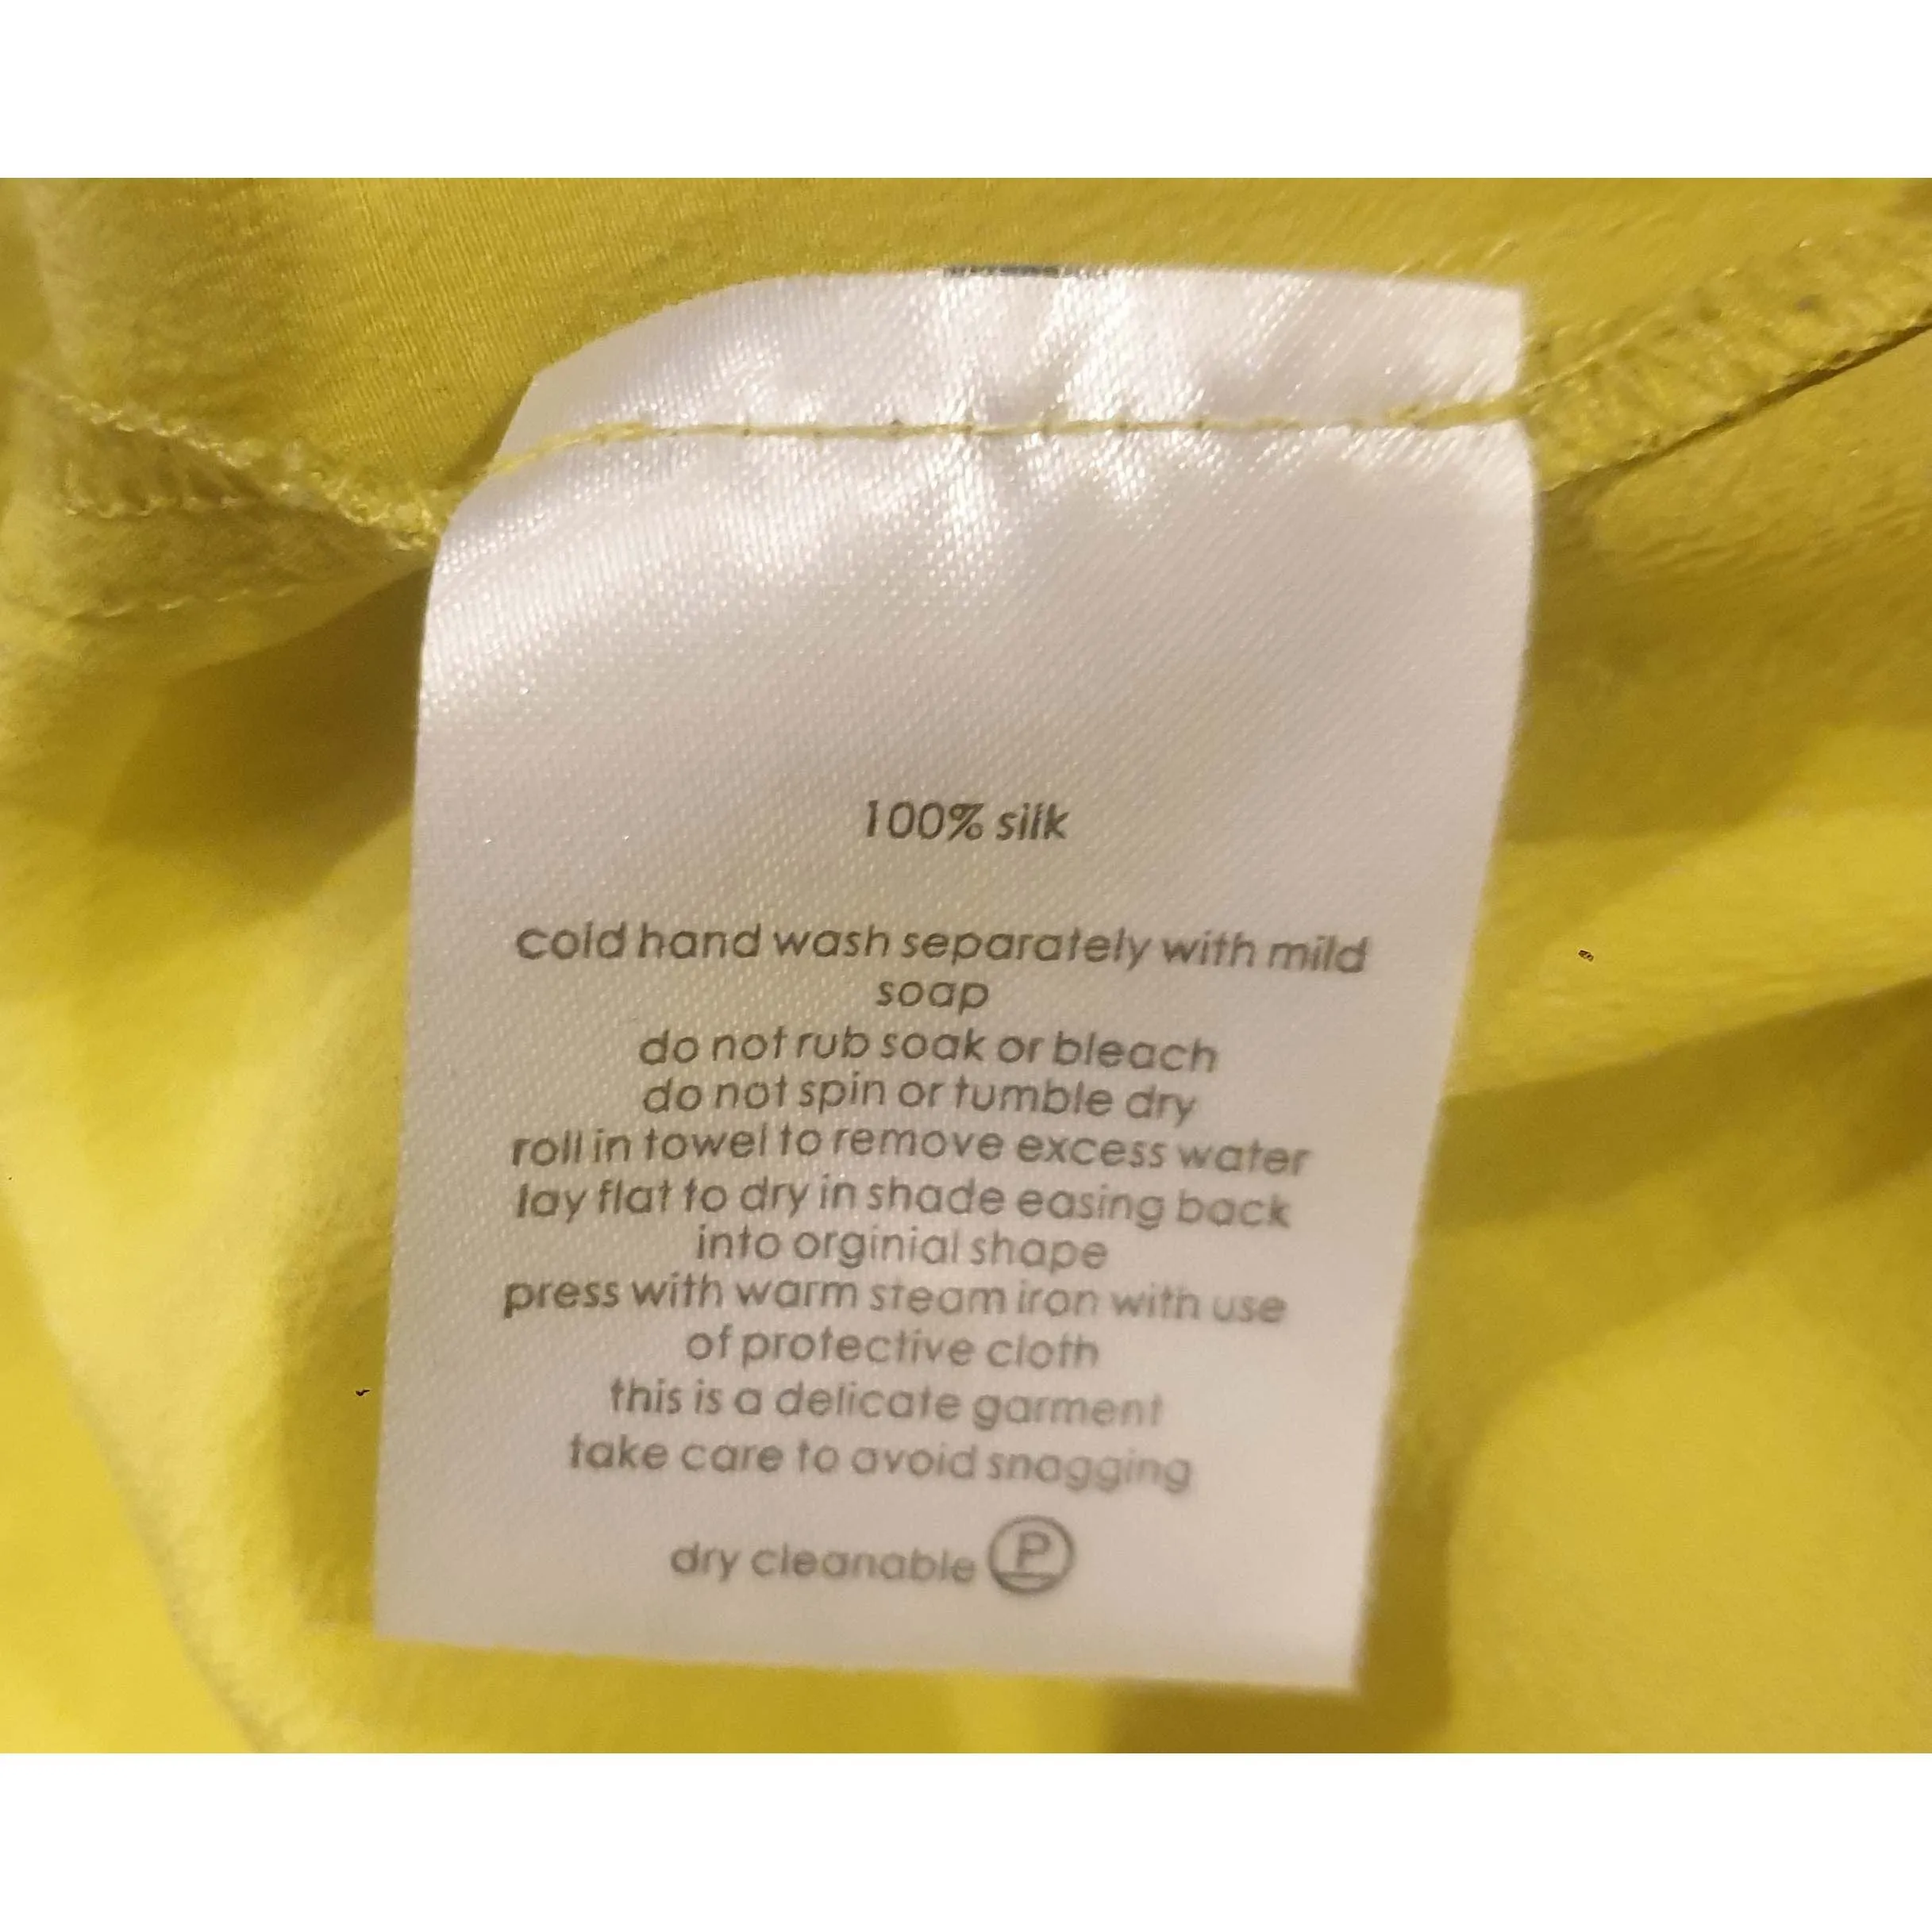 100% silk
cold hand wash separately with mild
soap
do not rub soak or bleach
do not spin or tumble dry
roll in towel to remove excess water
lay flat to dry in shade easing back
into orginial shape
press with warm steam iron with use
of protective cloth
this is a delicate garment
take care to avoid snagging
dry cleanable P